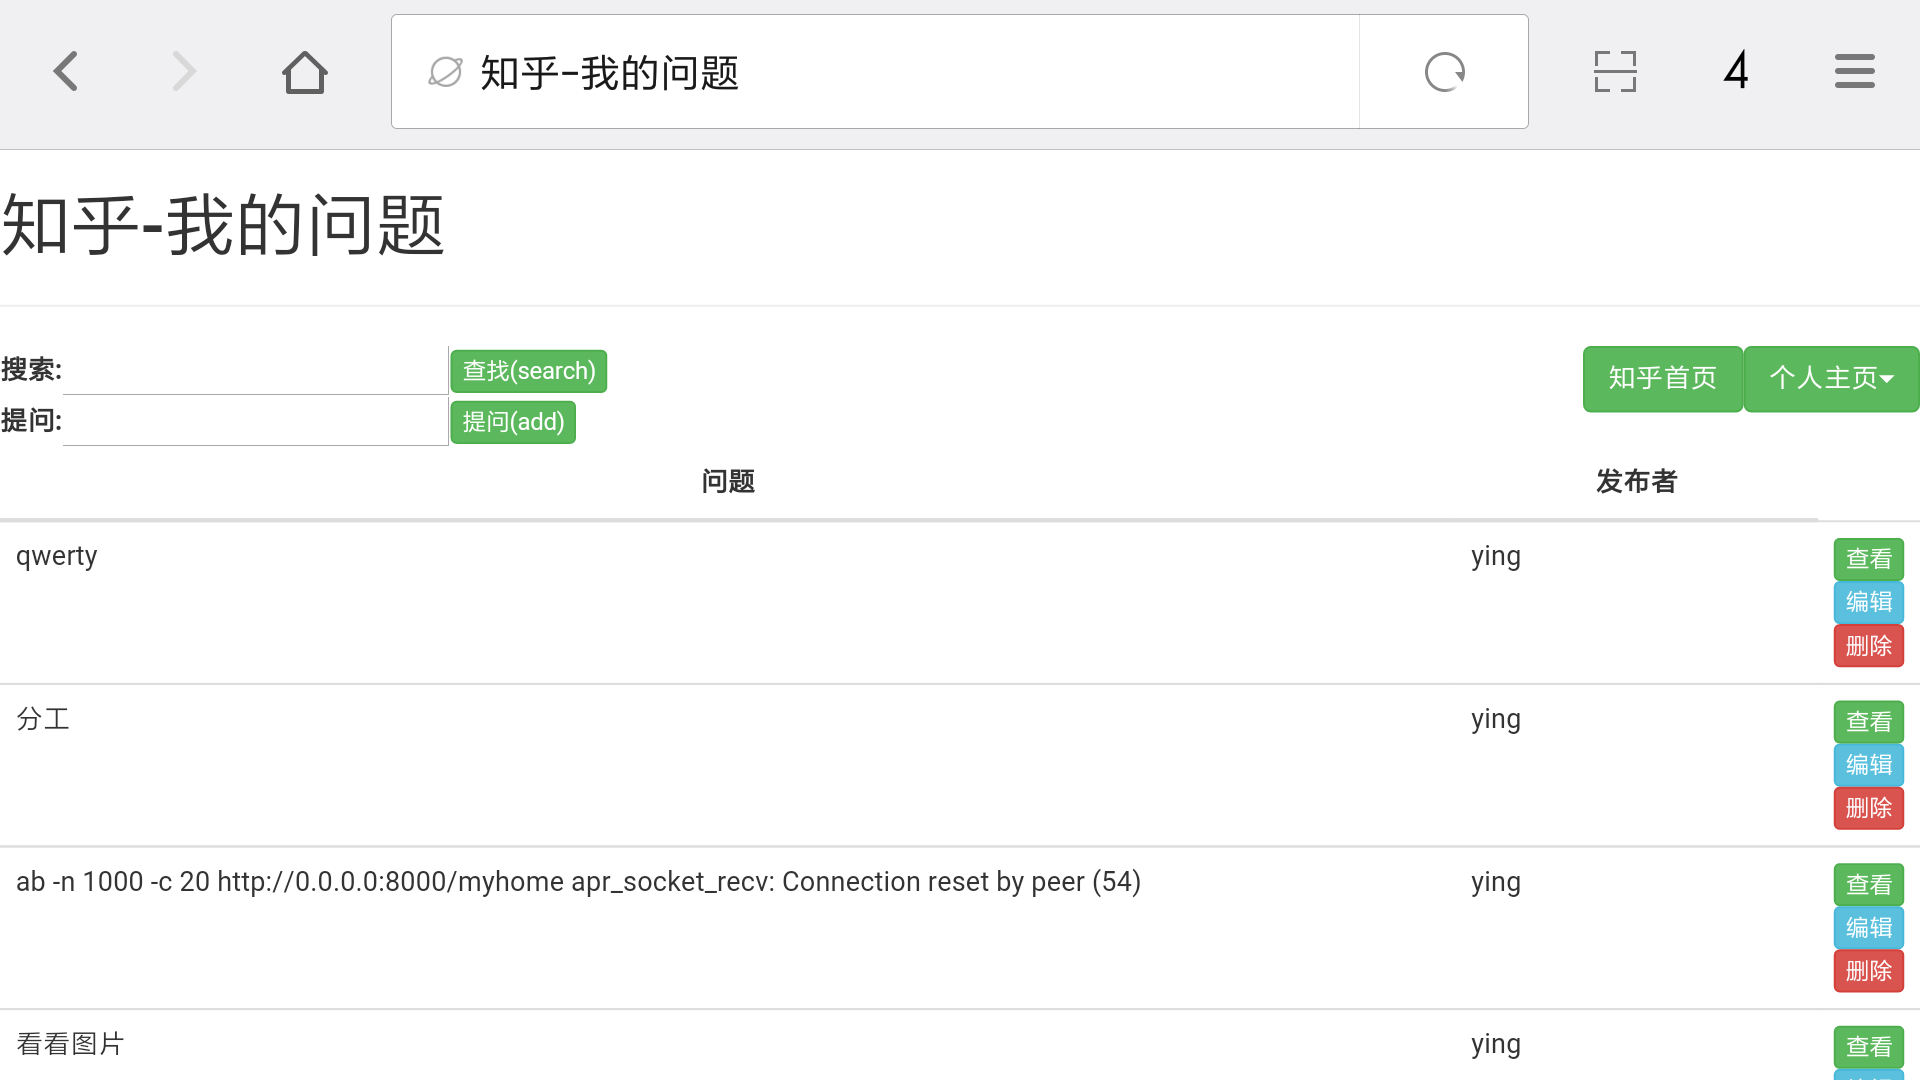 知乎-我的问题
4
知乎-我的问题
搜索: 查找(search) 知乎首页 个人主页
提问: 提问(add)
问题 发布者
qwerty ying 查看
编辑
删除
分工 ying 查看
编辑
删除
ab -n 1000 -c 20 http://0.0.0.0:8000/myhome apr_socket_recv: Connection reset by peer (54) ying 查看
编辑
删除
看看图片 ying 查看